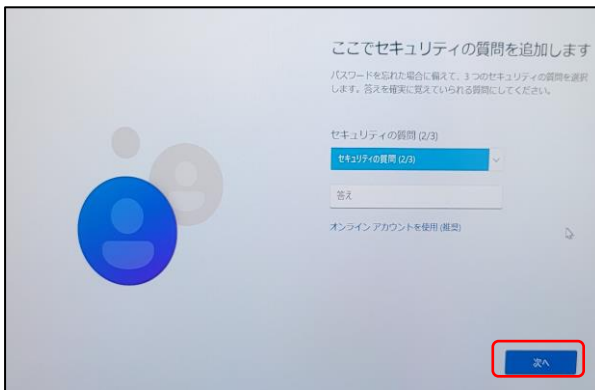 ここでセキュリティの質問を追加します
パスワードを忘れた場合に備えて、3 つのセキュリティの質問を選択
します。答えを確実に覚えていられる質問にしてください。
セキュリティの質問 (2/3)
セキュリティの質問 (2/3)
答え
オンライン アカウントを使用 (推奨)
次へ